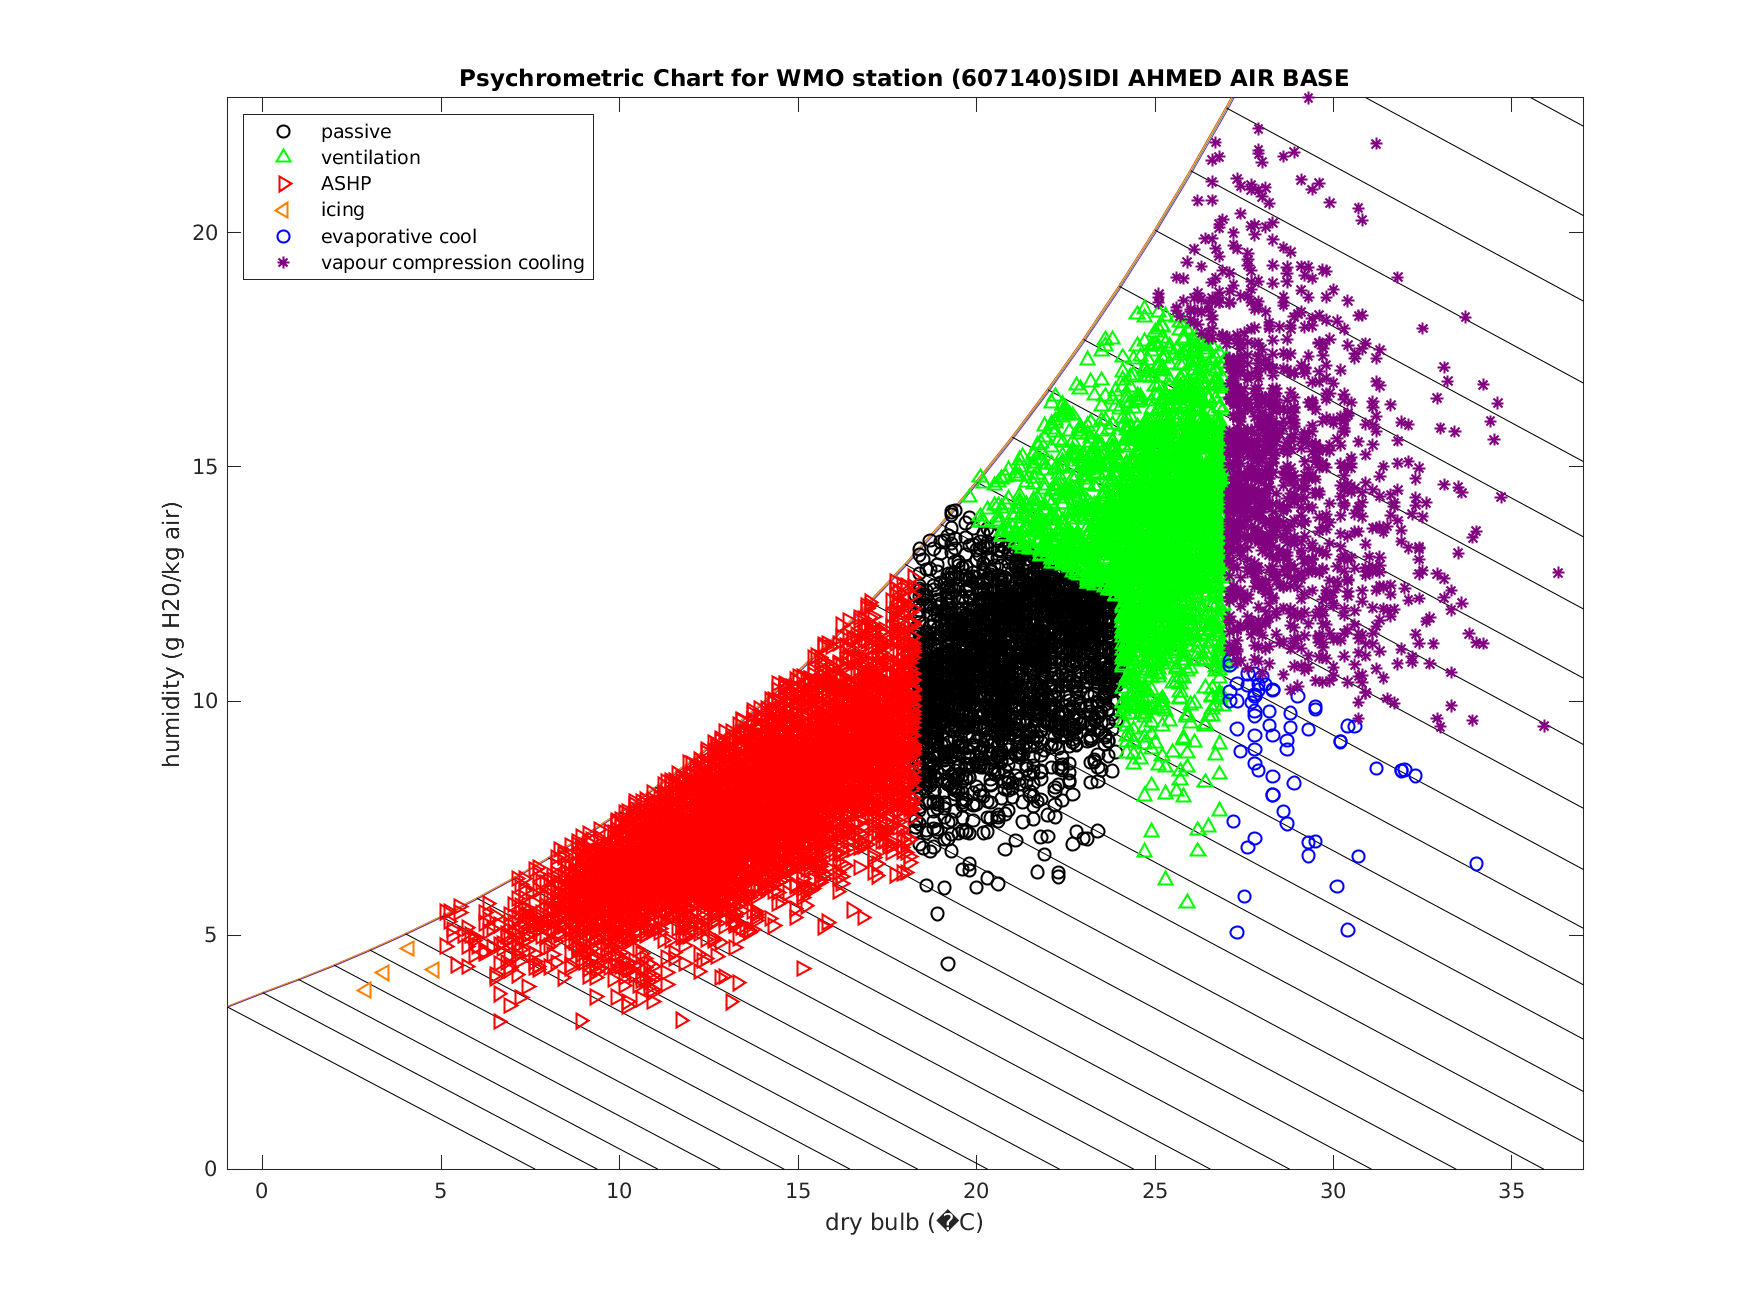 Psychrometric Chart for WMO station (607140)SIDI AHMED AIR BASE
passive
ventilation
ASHP
icing
evaporative cool
vapour compression cooling
humidity (g H20/kg air)
20
15
10
5
0
0 5 10 15 20 25 30 35
dry bulb (�C)